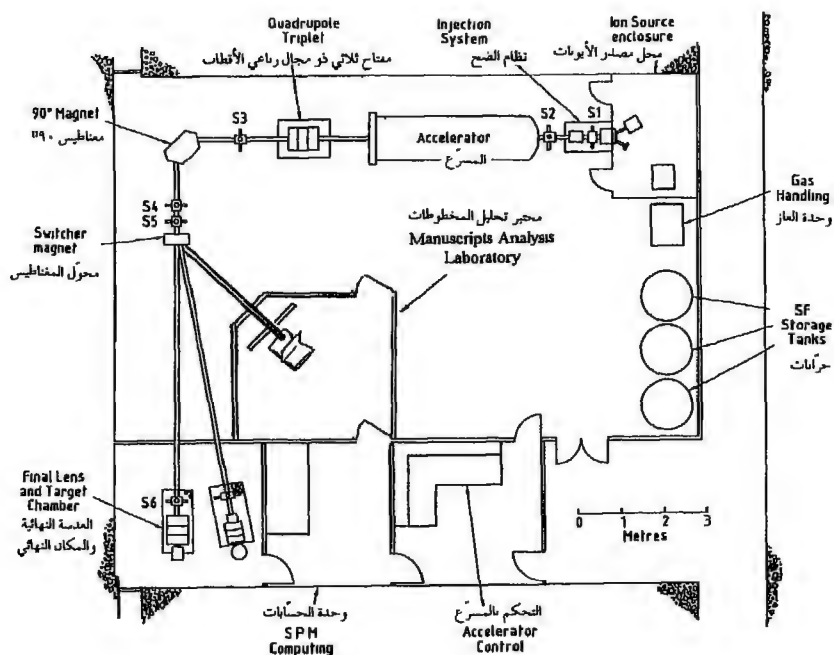 Quadrupole
Triplet
مفتاح ثلاثي ذو مجال رباعي الأقطاب
Injection
System
نظام الضخ
Ion Source
enclosure
محل مصدر الأيونات
90° Magnet
مغناطيس ٩٠°
S3
S2
S1
Accelerator
المسرّع
Gas
Handling
وحدة الغاز
S4
S5
Switcher
magnet
محوّل المغناطيس
مختبر تحليل المخطوطات
Manuscripts Analysis
Laboratory
SF
Storage
Tanks
خزّانات
Final Lens
and Target
Chamber
العدسة النهائية
والمكان النهائي
S6
0 1 2 3
Metres
وحدة الحسّابات
SPM
Computing
التحكم بالمسرّع
Accelerator
Control